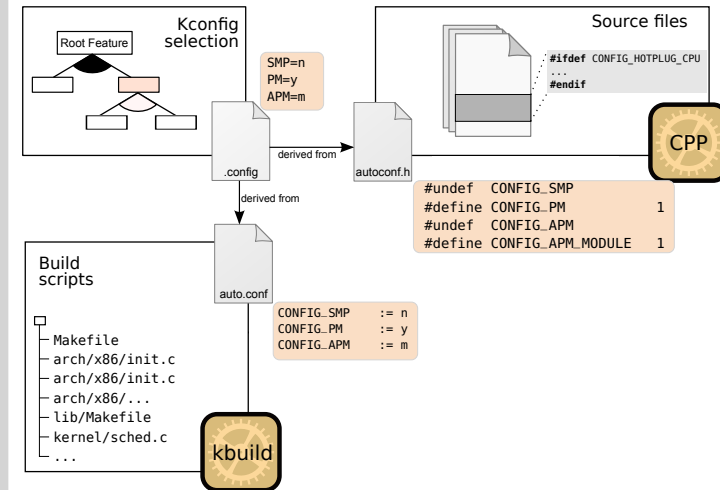 Kconfig
selection
Root Feature
SMP=n
PM=y
APM=m
.config
derived from
derived from
Source files
#ifdef CONFIG_HOTPLUG_CPU
...
#endif
autoconf.h
CPP
#undef CONFIG_SMP
#define CONFIG_PM 1
#undef CONFIG_APM
#define CONFIG_APM_MODULE 1
Build
scripts
auto.conf
CONFIG_SMP := n
CONFIG_PM := y
CONFIG_APM := m
Makefile
arch/x86/init.c
arch/x86/init.c
arch/x86/...
lib/Makefile
kernel/sched.c
...
kbuild